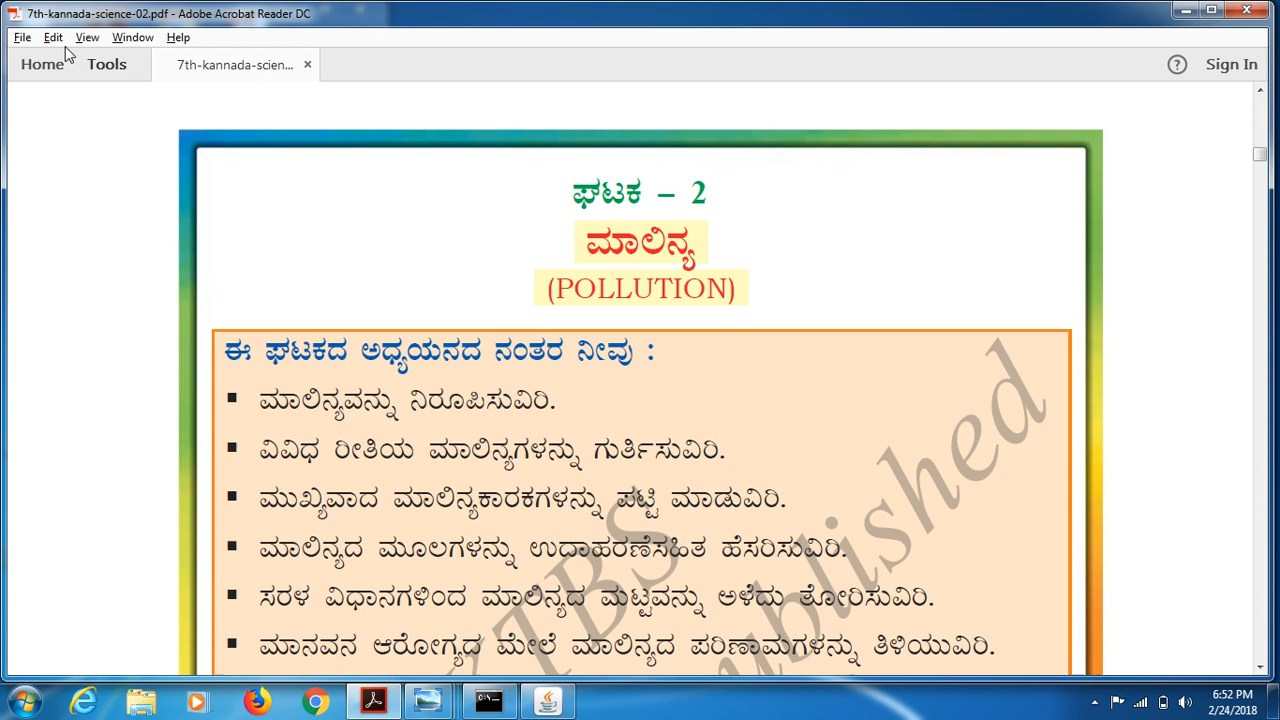 7th-kannada-science-02.pdf - Adobe Acrobat Reader DC
File Edit View Window Help
Home Tools 7th-kannada-scien... × ? Sign In
ಘಟಕ – 2
ಮಾಲಿನ್ಯ
(POLLUTION)
ಈ ಘಟಕದ ಅಧ್ಯಯನದ ನಂತರ ನೀವು :
▪ ಮಾಲಿನ್ಯವನ್ನು ನಿರೂಪಿಸುವಿರಿ.
▪ ವಿವಿಧ ರೀತಿಯ ಮಾಲಿನ್ಯಗಳನ್ನು ಗುರ್ತಿಸುವಿರಿ.
▪ ಮುಖ್ಯವಾದ ಮಾಲಿನ್ಯಕಾರಕಗಳನ್ನು ಪಟ್ಟಿ ಮಾಡುವಿರಿ.
▪ ಮಾಲಿನ್ಯದ ಮೂಲಗಳನ್ನು ಉದಾಹರಣೆಸಹಿತ ಹೆಸರಿಸುವಿರಿ.
▪ ಸರಳ ವಿಧಾನಗಳಿಂದ ಮಾಲಿನ್ಯದ ಮಟ್ಟವನ್ನು ಅಳೆದು ತೋರಿಸುವಿರಿ.
▪ ಮಾನವನ ಆರೋಗ್ಯದ ಮೇಲೆ ಮಾಲಿನ್ಯದ ಪರಿಣಾಮಗಳನ್ನು ತಿಳಿಯುವಿರಿ.
KTBS
published
6:52 PM
2/24/2018